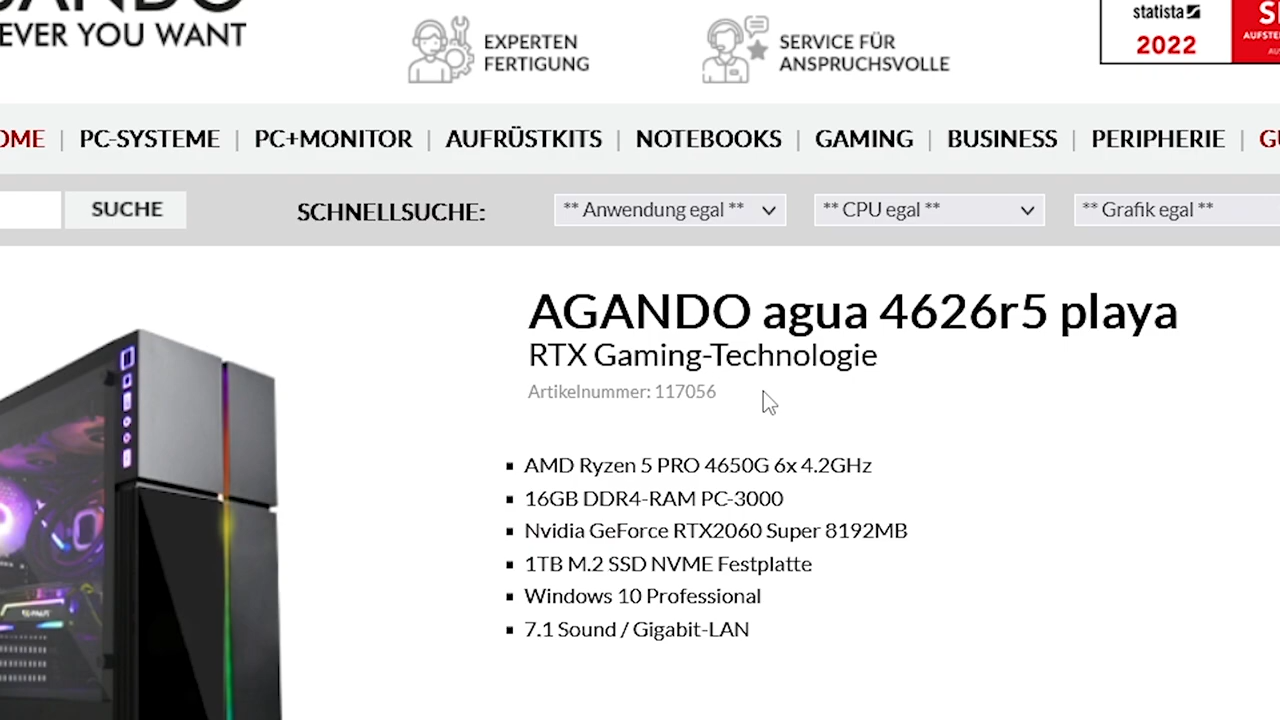 EVER YOU WANT
EXPERTEN
FERTIGUNG
SERVICE FÜR
ANSPRUCHSVOLLE
statista
2022
OME | PC-SYSTEME | PC+MONITOR | AUFRÜSTKITS | NOTEBOOKS | GAMING | BUSINESS | PERIPHERIE |
SUCHE
SCHNELLSUCHE:
** Anwendung egal **
** CPU egal **
** Grafik egal **
AGANDO agua 4626r5 playa
RTX Gaming-Technologie
Artikelnummer: 117056
AMD Ryzen 5 PRO 4650G 6x 4.2GHz
16GB DDR4-RAM PC-3000
Nvidia GeForce RTX2060 Super 8192MB
1TB M.2 SSD NVME Festplatte
Windows 10 Professional
7.1 Sound / Gigabit-LAN